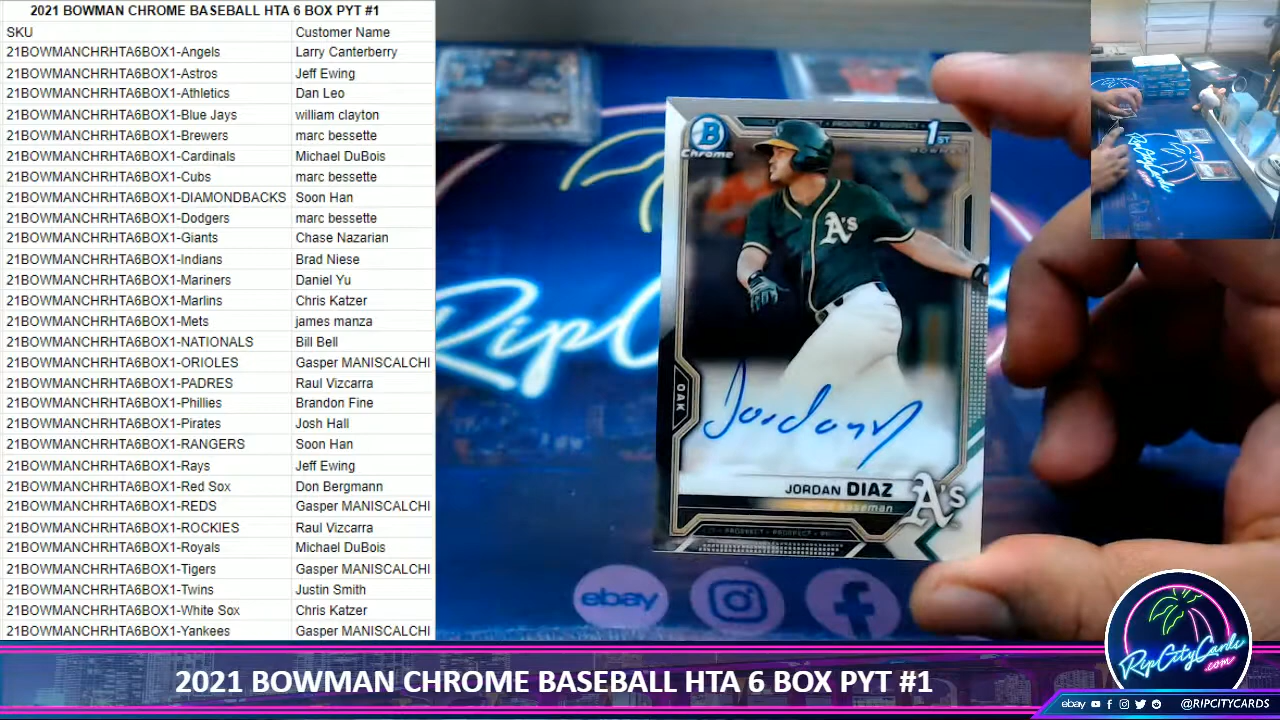 2021 BOWMAN CHROME BASEBALL HTA 6 BOX PYT #1
SKU Customer Name
21BOWMANCHRHTA6BOX1-Angels Larry Canterberry
21BOWMANCHRHTA6BOX1-Astros Jeff Ewing
21BOWMANCHRHTA6BOX1-Athletics Dan Leo
21BOWMANCHRHTA6BOX1-Blue Jays william clayton
21BOWMANCHRHTA6BOX1-Brewers marc bessette
21BOWMANCHRHTA6BOX1-Cardinals Michael DuBois
21BOWMANCHRHTA6BOX1-Cubs marc bessette
21BOWMANCHRHTA6BOX1-DIAMONDBACKS Soon Han
21BOWMANCHRHTA6BOX1-Dodgers marc bessette
21BOWMANCHRHTA6BOX1-Giants Chase Nazarian
21BOWMANCHRHTA6BOX1-Indians Brad Niese
21BOWMANCHRHTA6BOX1-Mariners Daniel Yu
21BOWMANCHRHTA6BOX1-Marlins Chris Katzer
21BOWMANCHRHTA6BOX1-Mets james manza
21BOWMANCHRHTA6BOX1-NATIONALS Bill Bell
21BOWMANCHRHTA6BOX1-ORIOLES Gasper MANISCALCHI
21BOWMANCHRHTA6BOX1-PADRES Raul Vizcarra
21BOWMANCHRHTA6BOX1-Phillies Brandon Fine
21BOWMANCHRHTA6BOX1-Pirates Josh Hall
21BOWMANCHRHTA6BOX1-RANGERS Soon Han
21BOWMANCHRHTA6BOX1-Rays Jeff Ewing
21BOWMANCHRHTA6BOX1-Red Sox Don Bergmann
21BOWMANCHRHTA6BOX1-REDS Gasper MANISCALCHI
21BOWMANCHRHTA6BOX1-ROCKIES Raul Vizcarra
21BOWMANCHRHTA6BOX1-Royals Michael DuBois
21BOWMANCHRHTA6BOX1-Tigers Gasper MANISCALCHI
21BOWMANCHRHTA6BOX1-Twins Justin Smith
21BOWMANCHRHTA6BOX1-White Sox Chris Katzer
21BOWMANCHRHTA6BOX1-Yankees Gasper MANISCALCHI
B
Chrome
1ST
A's
OAK
Jordan
JORDAN DIAZ
A's
PROSPECT • PROSPECT
RipC
ebay
RipCityCards
.com
2021 BOWMAN CHROME BASEBALL HTA 6 BOX PYT #1
ebay @RIPCITYCARDS